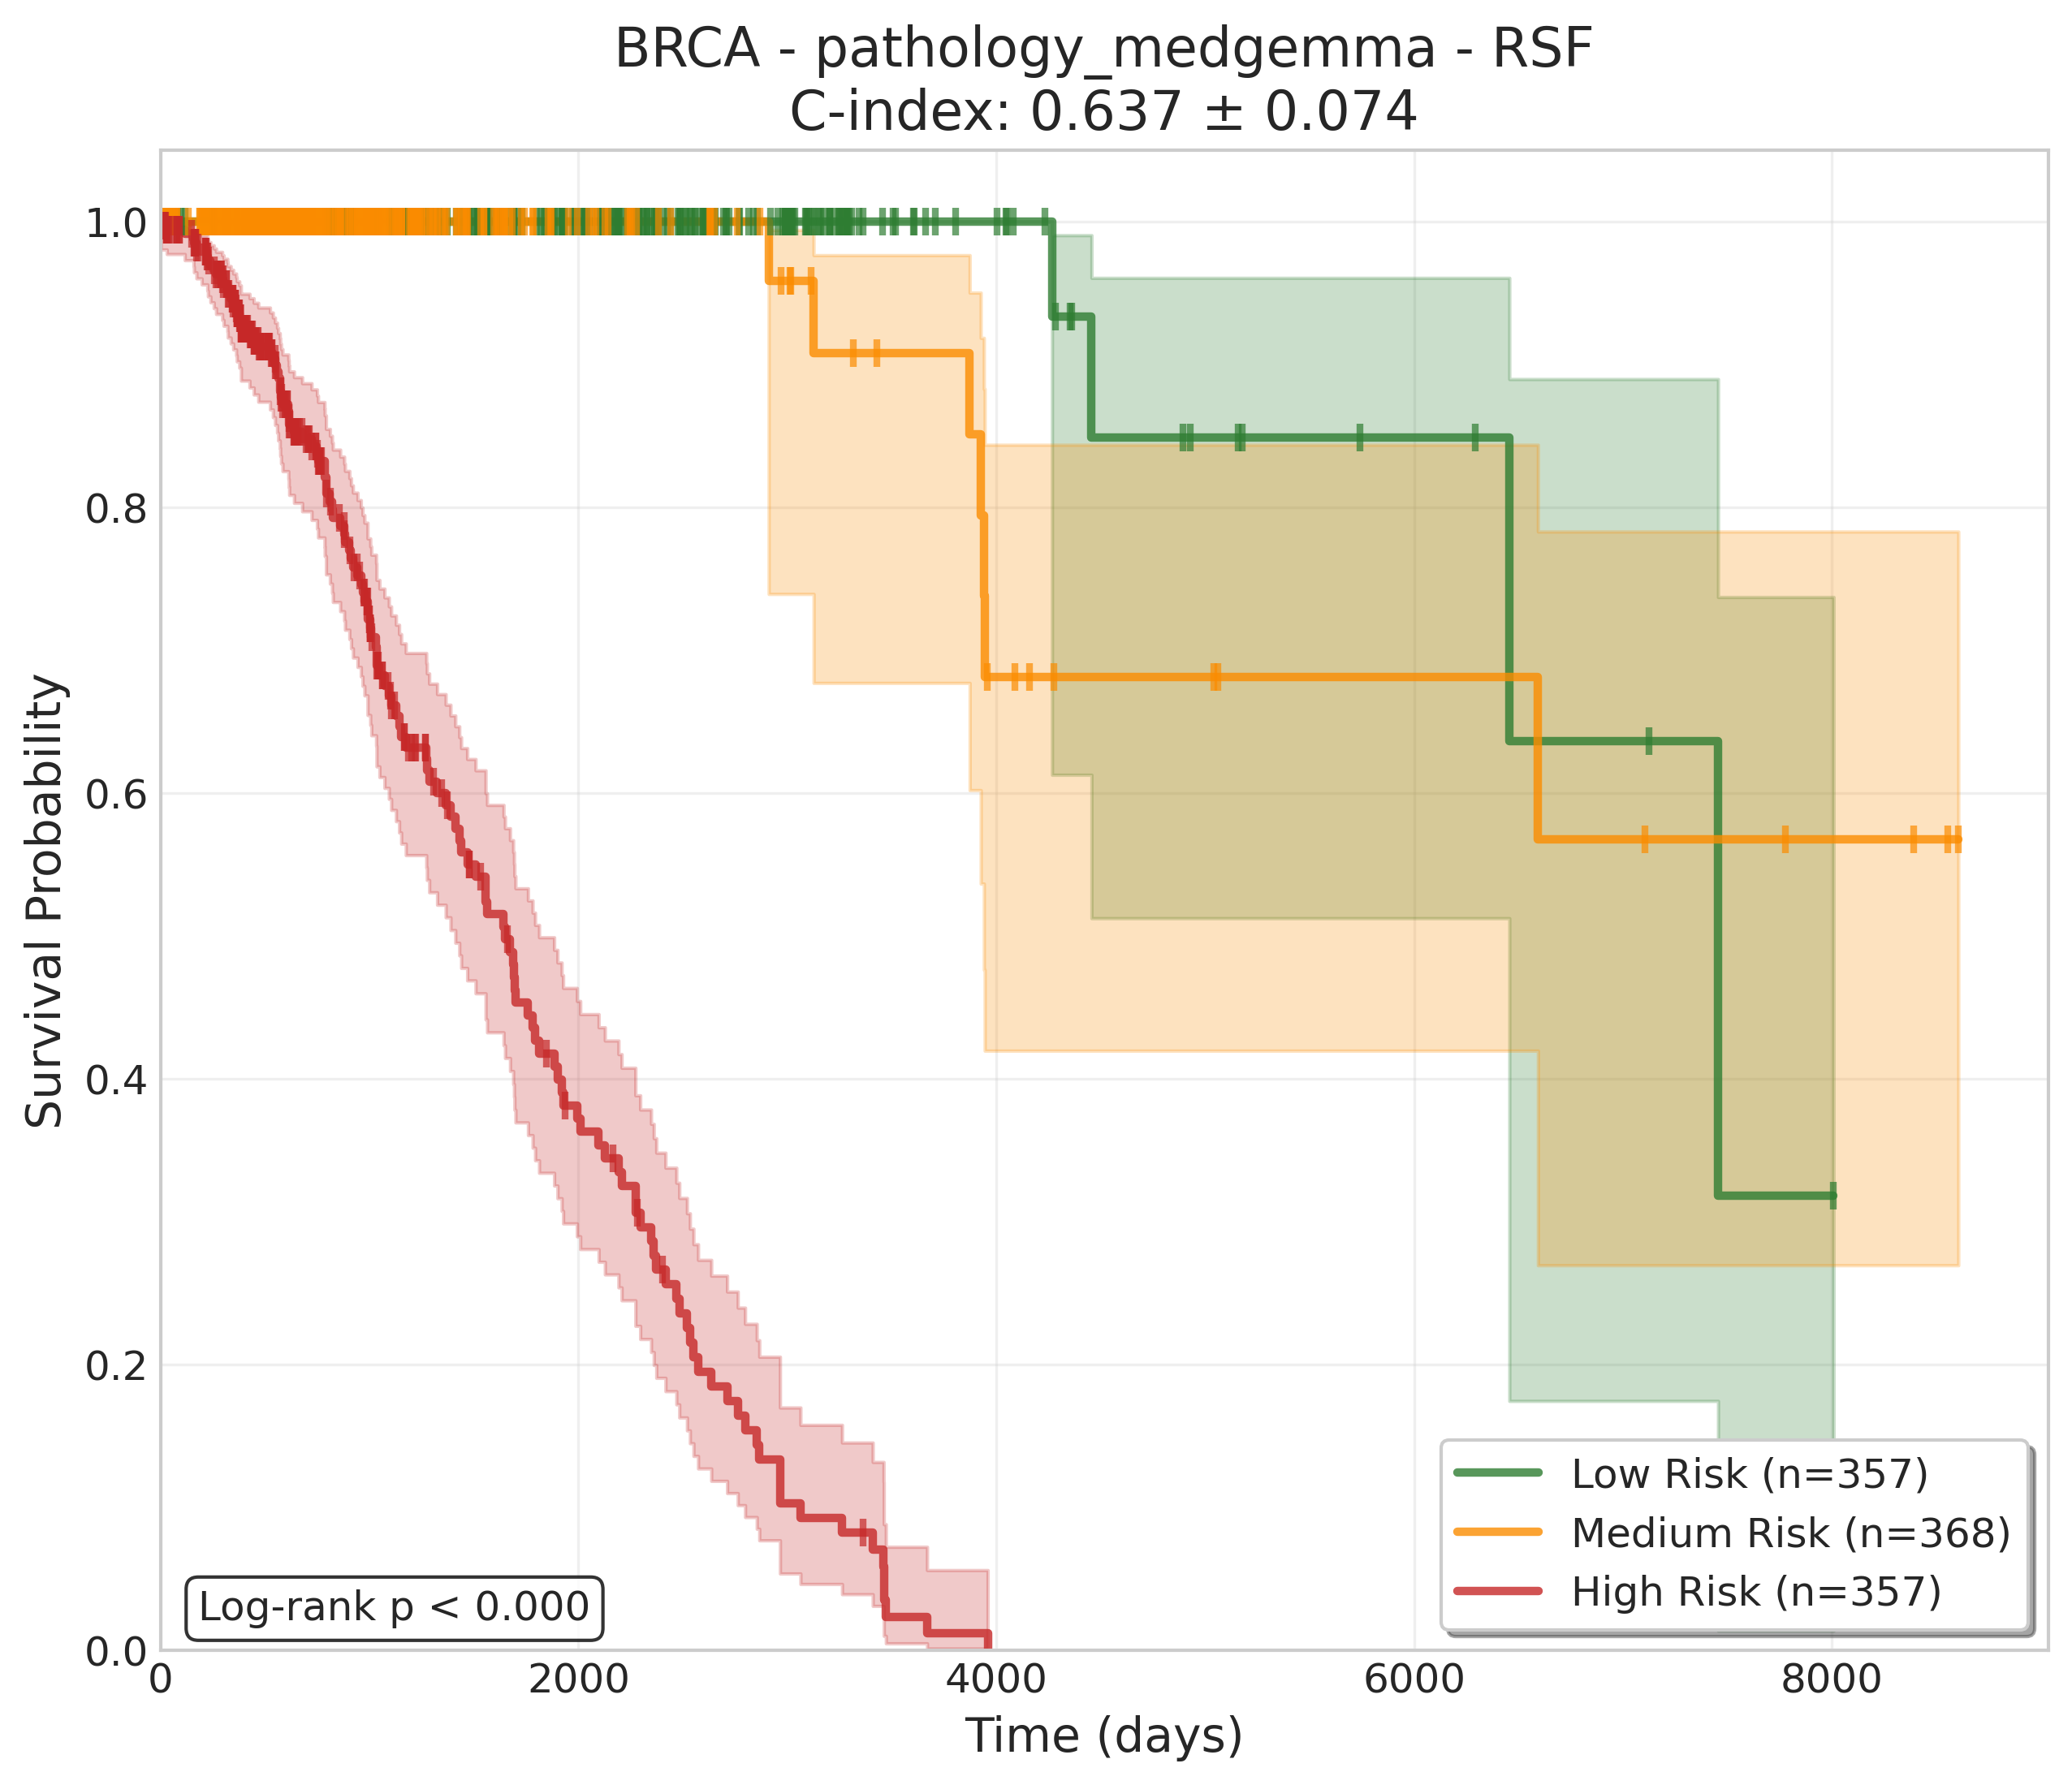 BRCA - pathology_medgemma - RSF
C-index: 0.637 ± 0.074
Survival Probability
1.0
0.8
0.6
0.4
0.2
0.0
Log-rank p < 0.000
Low Risk (n=357)
Medium Risk (n=368)
High Risk (n=357)
0
2000
4000
6000
8000
Time (days)